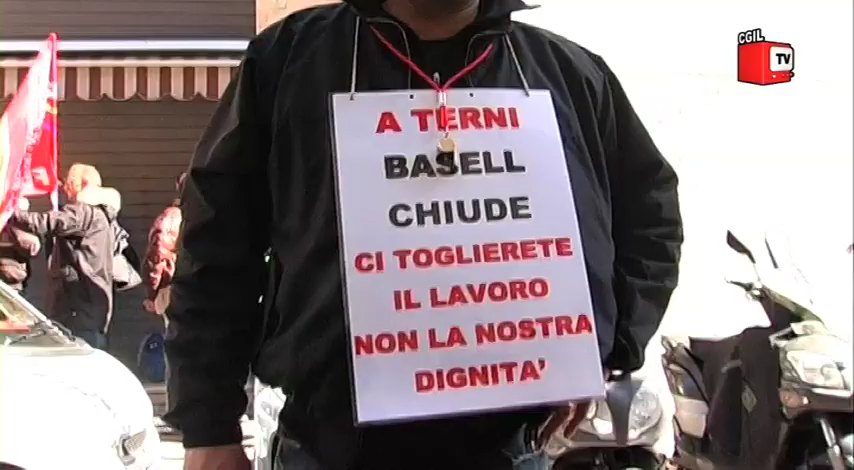 CGIL
TV
A TERNI
BASELL
CHIUDE
CI TOGLIERETE
IL LAVORO
NON LA NOSTRA
DIGNITA'